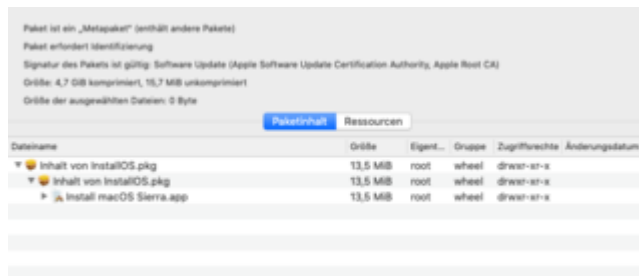 Paket ist ein „Metapaket“ (enthält andere Pakete)
Paket erfordert Identifizierung
Signatur des Pakets ist gültig: Software Update (Apple Software Update Certification Authority, Apple Root CA)
Größe: 4,7 GiB komprimiert, 15,7 MiB unkomprimiert
Größe der ausgewählten Dateien: 0 Byte
Paketinhalt Ressourcen
Dateiname Größe Eigent... Gruppe Zugriffsrechte Änderungsdatum
Inhalt von InstallOS.pkg 13,5 MiB root wheel drwxr-xr-x
Inhalt von InstallOS.pkg 13,5 MiB root wheel drwxr-xr-x
Install macOS Sierra.app 13,5 MiB root wheel drwxr-xr-x